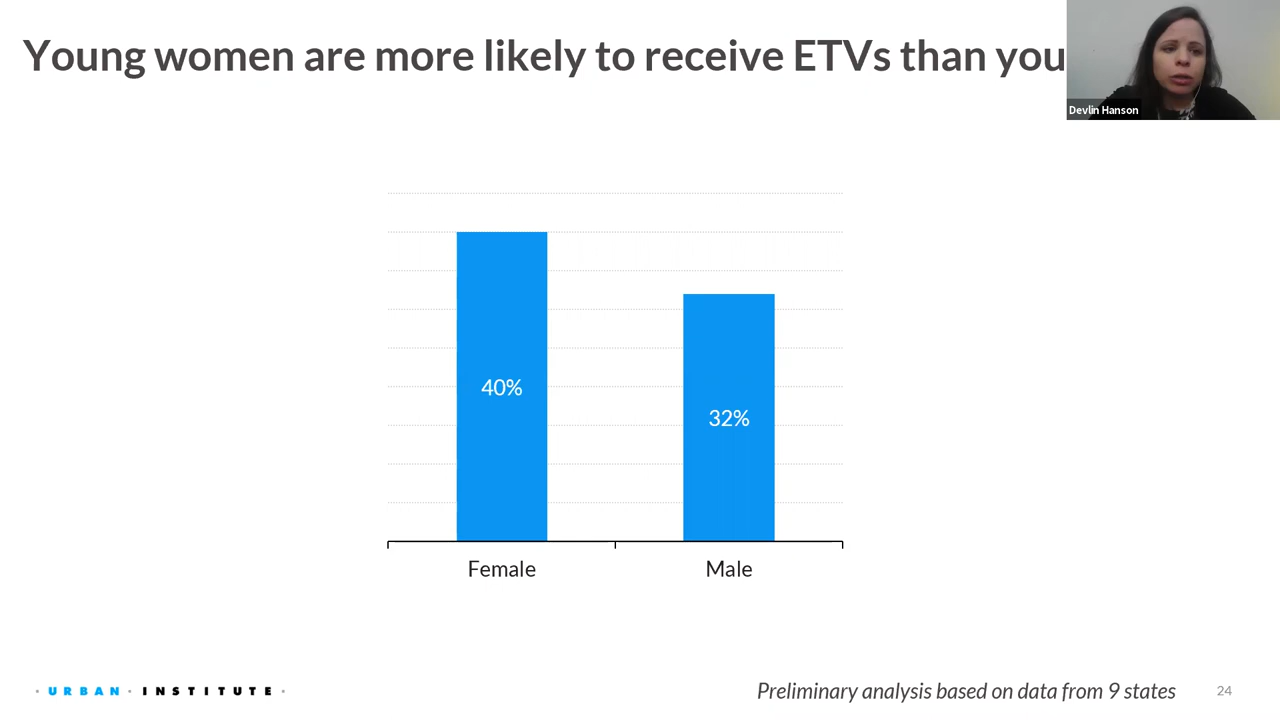 Young women are more likely to receive ETVs than you
Devlin Hanson
40%
32%
Female
Male
· URBAN · INSTITUTE ·
Preliminary analysis based on data from 9 states
24